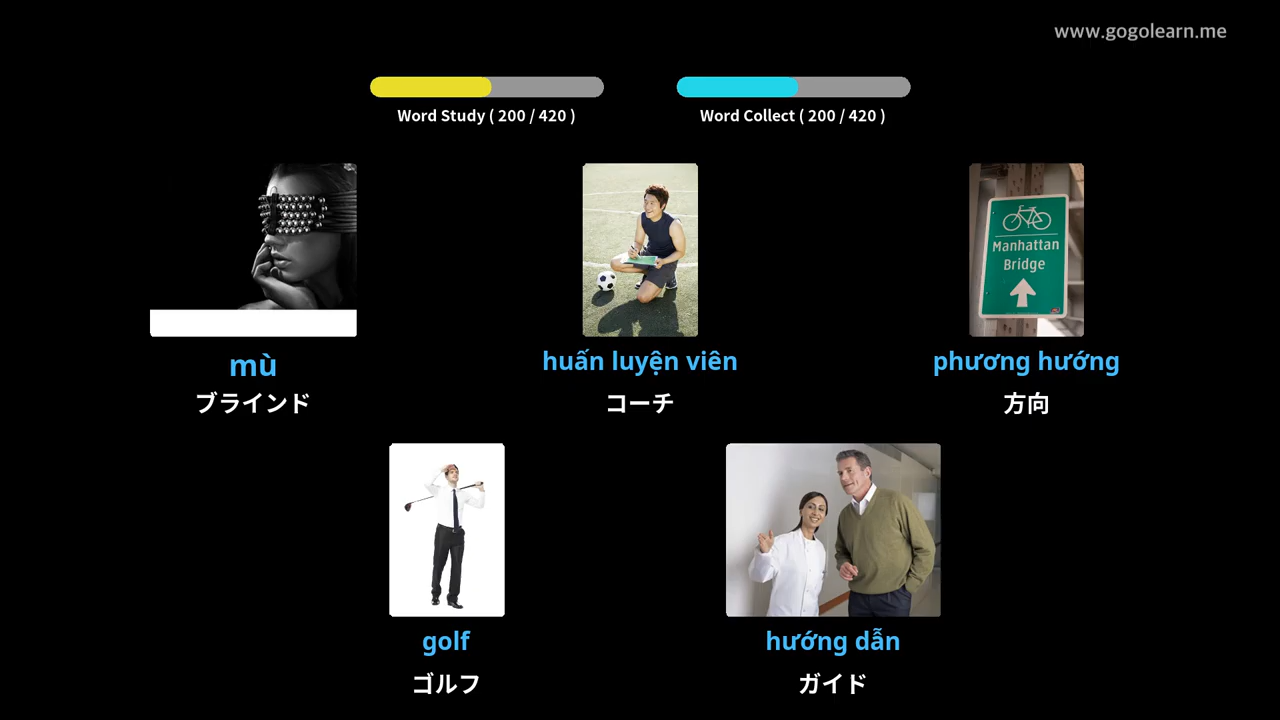 www.gogolearn.me
Word Study ( 200 / 420 )
Word Collect ( 200 / 420 )
Manhattan
Bridge
mù
huấn luyện viên
phương hướng
ブラインド
コーチ
方向
golf
hướng dẫn
ゴルフ
ガイド